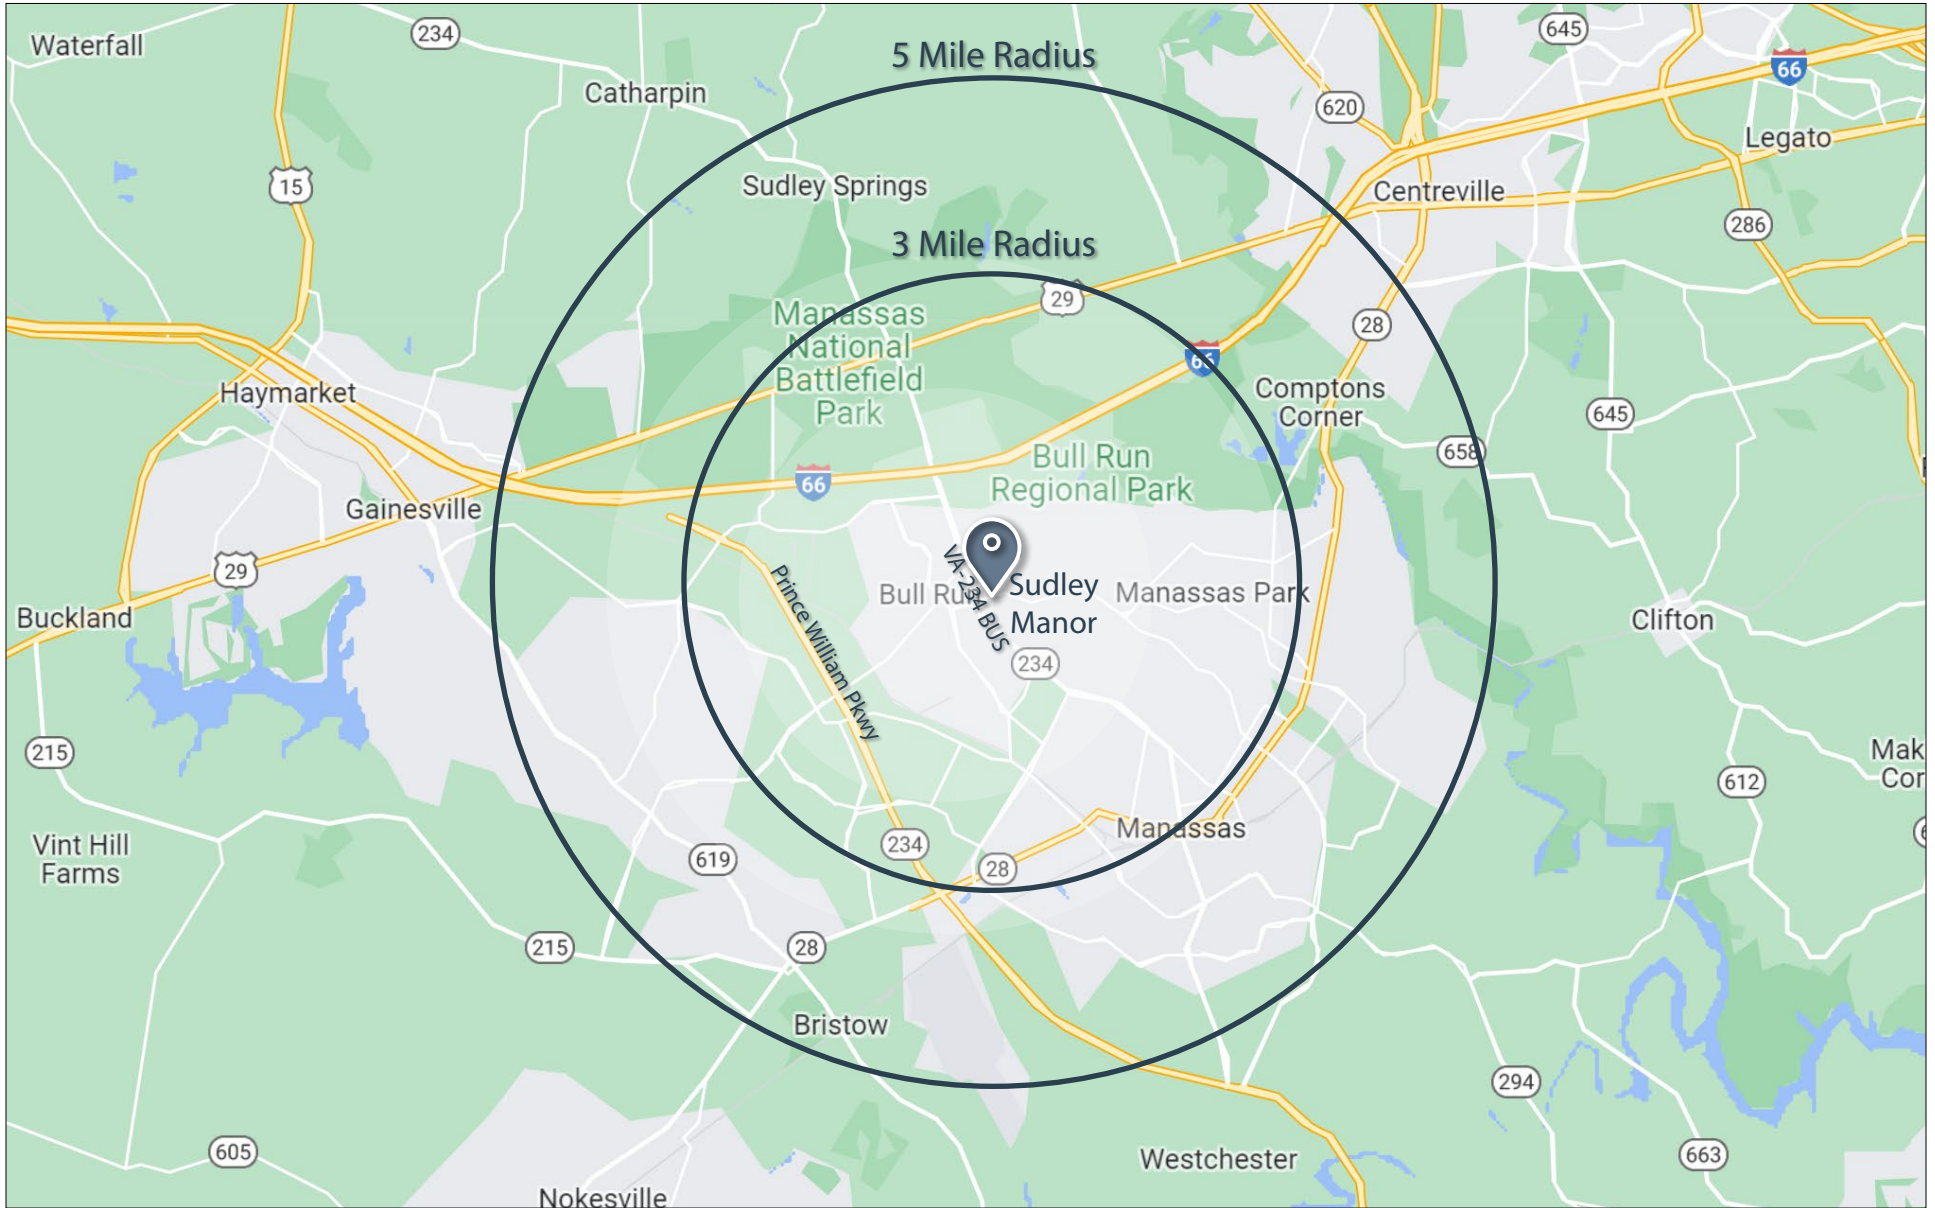 Waterfall
234
5 Mile Radius
645
66
Catharpin
620
Legato
15
Sudley Springs
Centreville
286
3 Mile Radius
29
Manassas
National
Battlefield
Park
28
66
Haymarket
Comptons
Corner
645
658
Bull Run
Regional Park
66
Gainesville
29
VA-234 BUS
Prince William Pkwy
Bull Run
Sudley
Manor
Manassas Park
Buckland
Clifton
234
215
Mak
Cor
612
Vint Hill
Farms
Manassas
234
619
28
215
28
Bristow
294
605
Westchester
663
Nokesville